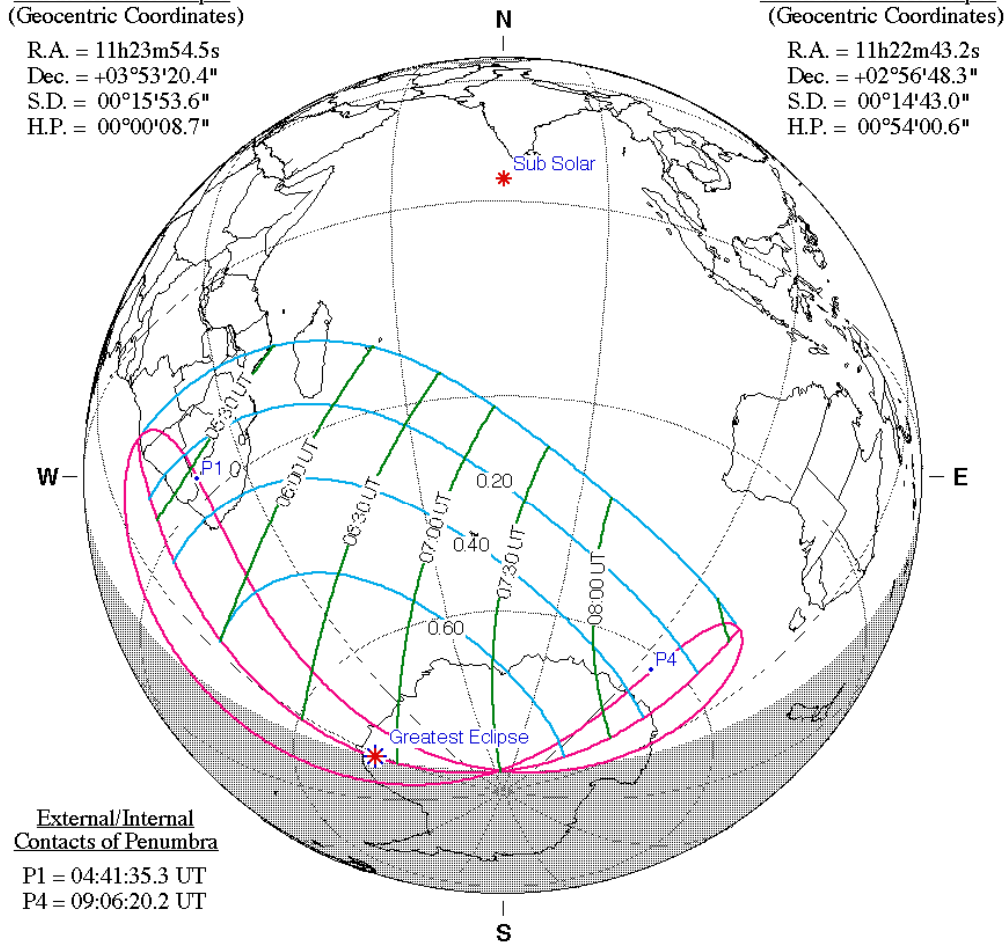 (Geocentric Coordinates)
R.A. = 11h23m54.5s
Dec. = +03°53'20.4"
S.D. = 00°15'53.6"
H.P. = 00°00'08.7"
(Geocentric Coordinates)
R.A. = 11h22m43.2s
Dec. = +02°56'48.3"
S.D. = 00°14'43.0"
H.P. = 00°54'00.6"
N
Sub Solar
W
E
P1
05:30 UT
06:00 UT
06:30 UT
07:00 UT
07:30 UT
08:00 UT
0.20
0.40
0.60
P4
Greatest Eclipse
External/Internal
Contacts of Penumbra
P1 = 04:41:35.3 UT
P4 = 09:06:20.2 UT
S